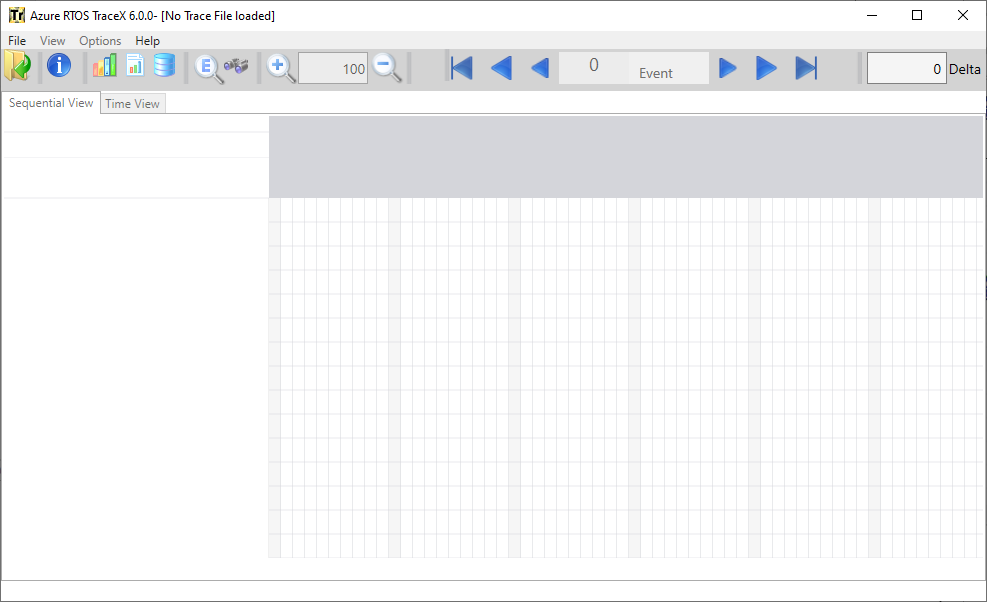 Tr Azure RTOS TraceX 6.0.0- [No Trace File loaded]
File View Options Help
i E 100 0 Event 0 Delta
Sequential View Time View